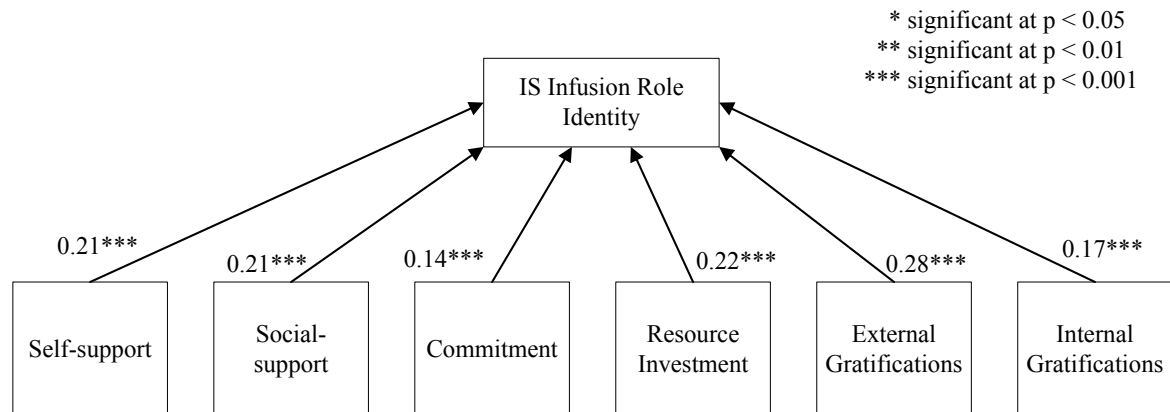 * significant at p < 0.05
** significant at p < 0.01
*** significant at p < 0.001
IS Infusion Role
Identity
0.21***
0.21***
0.14***
0.22***
0.28***
0.17***
Self-support
Social-
support
Commitment
Resource
Investment
External
Gratifications
Internal
Gratifications